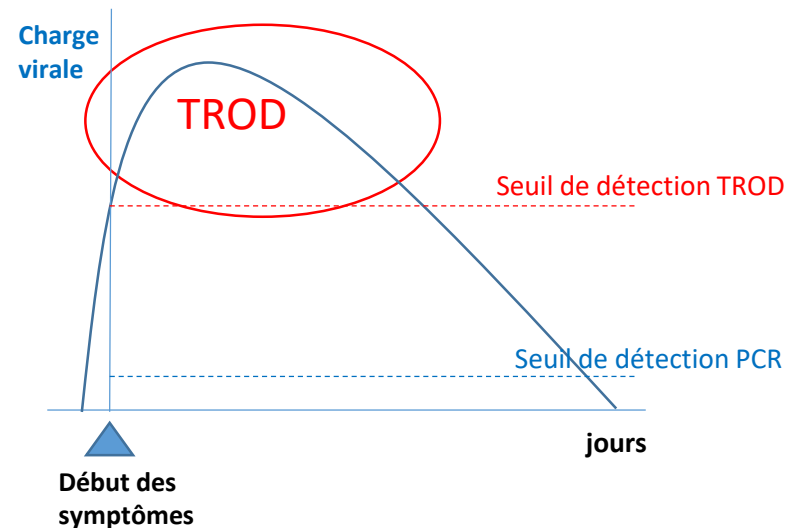 Charge
virale
TROD
Seuil de détection TROD
Seuil de détection PCR
jours
Début des
symptômes